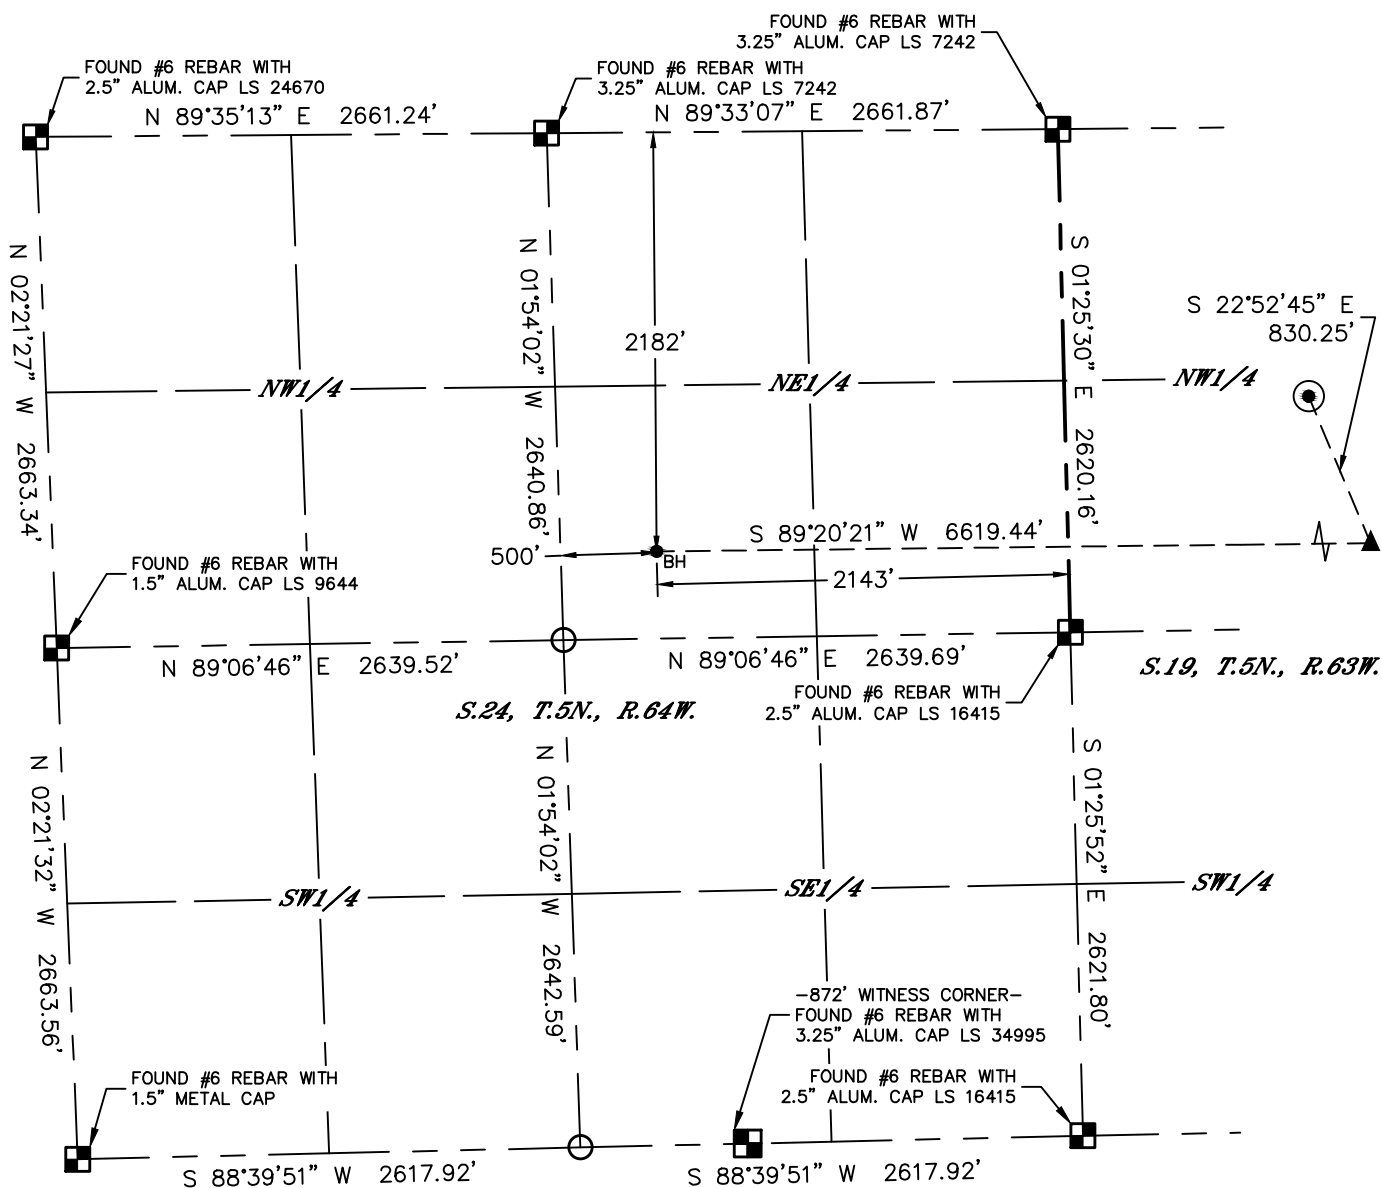 FOUND #6 REBAR WITH
3.25” ALUM. CAP LS 7242
FOUND #6 REBAR WITH
2.5” ALUM. CAP LS 24670
FOUND #6 REBAR WITH
3.25” ALUM. CAP LS 7242
N 89°35'13” E 2661.24'
N 89°33'07” E 2661.87'
N 02°21'27” W 2663.34'
N 01°54'02” W 2640.86'
S 01°25'30” E 2620.16'
S 22°52'45” E
830.25'
2182'
NW1/4
NE1/4
NW1/4
S 89°20'21” W 6619.44'
500'
BH
2143'
FOUND #6 REBAR WITH
1.5” ALUM. CAP LS 9644
N 89°06'46” E 2639.52'
N 89°06'46” E 2639.69'
S.19, T.5N., R.63W.
FOUND #6 REBAR WITH
2.5” ALUM. CAP LS 16415
S.24, T.5N., R.64W.
N 02°21'32” W 2663.56'
N 01°54'02” W 2642.59'
S 01°25'52” E 2621.80'
SW1/4
SE1/4
SW1/4
-872' WITNESS CORNER-
FOUND #6 REBAR WITH
3.25” ALUM. CAP LS 34995
FOUND #6 REBAR WITH
1.5” METAL CAP
FOUND #6 REBAR WITH
2.5” ALUM. CAP LS 16415
S 88°39'51” W 2617.92'
S 88°39'51” W 2617.92'